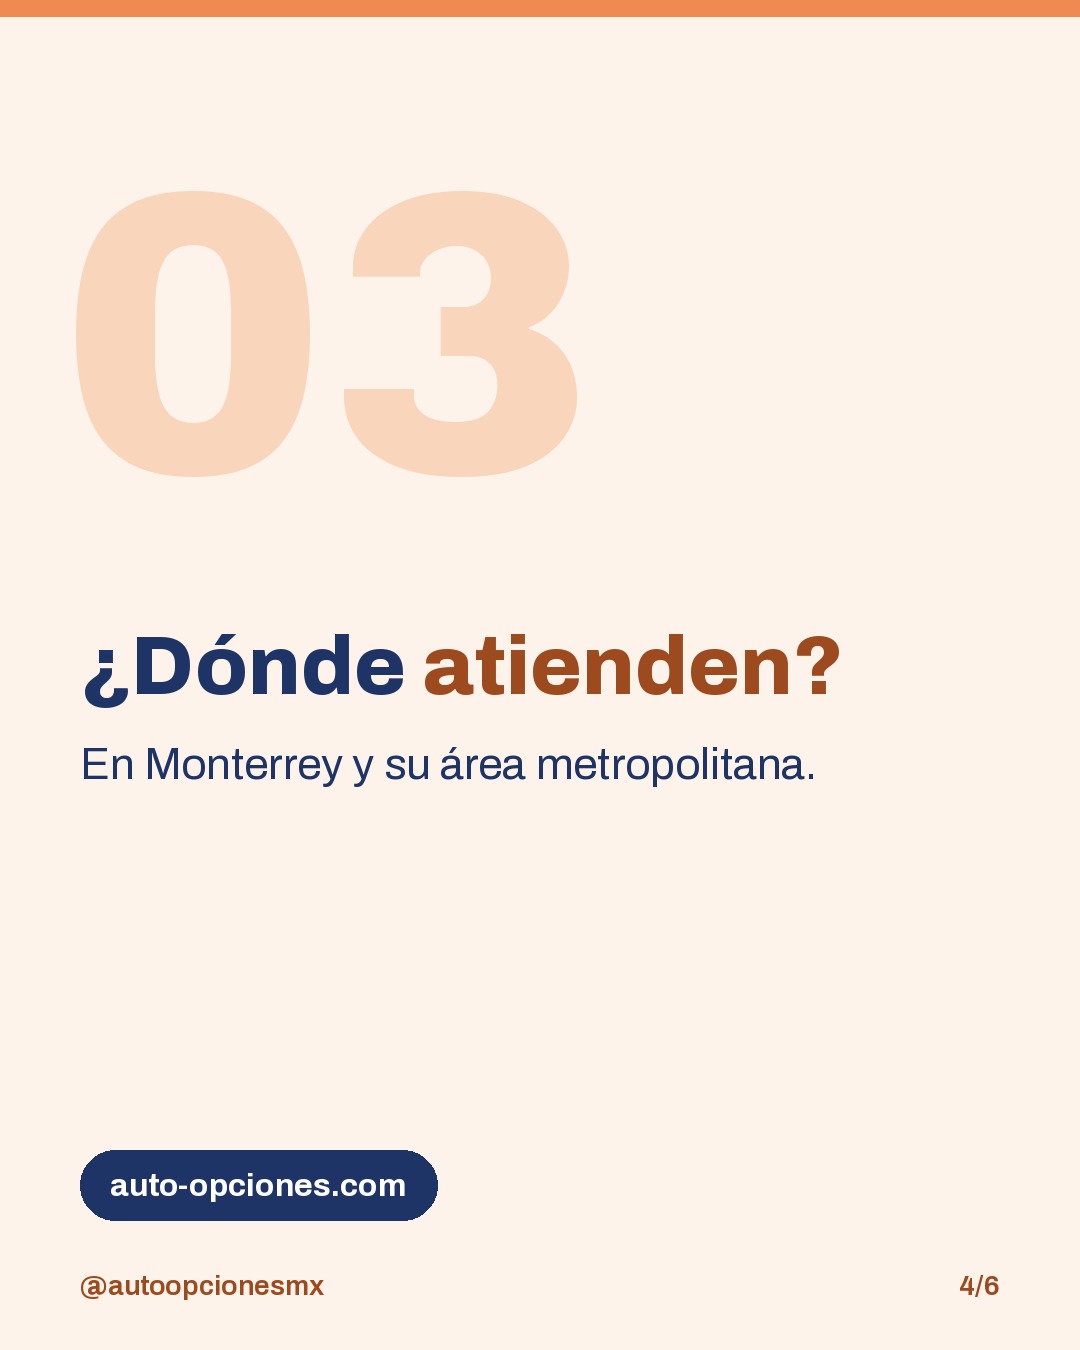 03
¿Dónde atienden?
En Monterrey y su área metropolitana.
auto-opciones.com
@autoopcionesmx
4/6